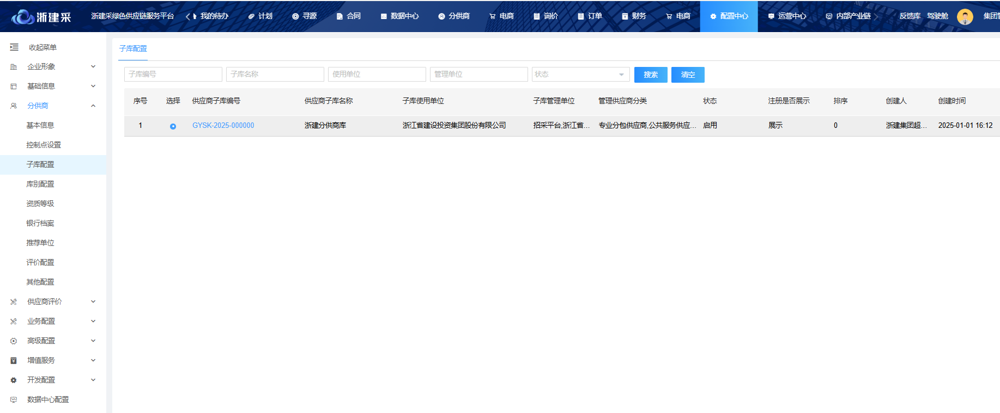 浙建采
浙建采绿色供应链服务平台
我的待办
计划
寻源
合同
数据中心
分供商
电商
询价
订单
财务
电商
配置中心
运营中心
内部产业链
反馈库
驾驶舱
集团
收起菜单
企业形象
基础信息
分供商
基本信息
控制点设置
子库配置
库别配置
资质等级
银行档案
推荐单位
评价配置
其他配置
供应商评价
业务配置
高级配置
增值服务
开发配置
数据中心配置
子库配置
子库编号 子库名称 使用单位 管理单位 状态 搜索 清空
序号 选择 供应商子库编号 供应商子库名称 子库使用单位 子库管理单位 管理供应商分类 状态 注册是否展示 排序 创建人 创建时间
1 GYSK-2025-000000 浙建分供商库 浙江省建设投资集团股份有限公司 招采平台,浙江省... 专业分包供应商,公共服务供应... 启用 展示 0 浙建集团超... 2025-01-01 16:12